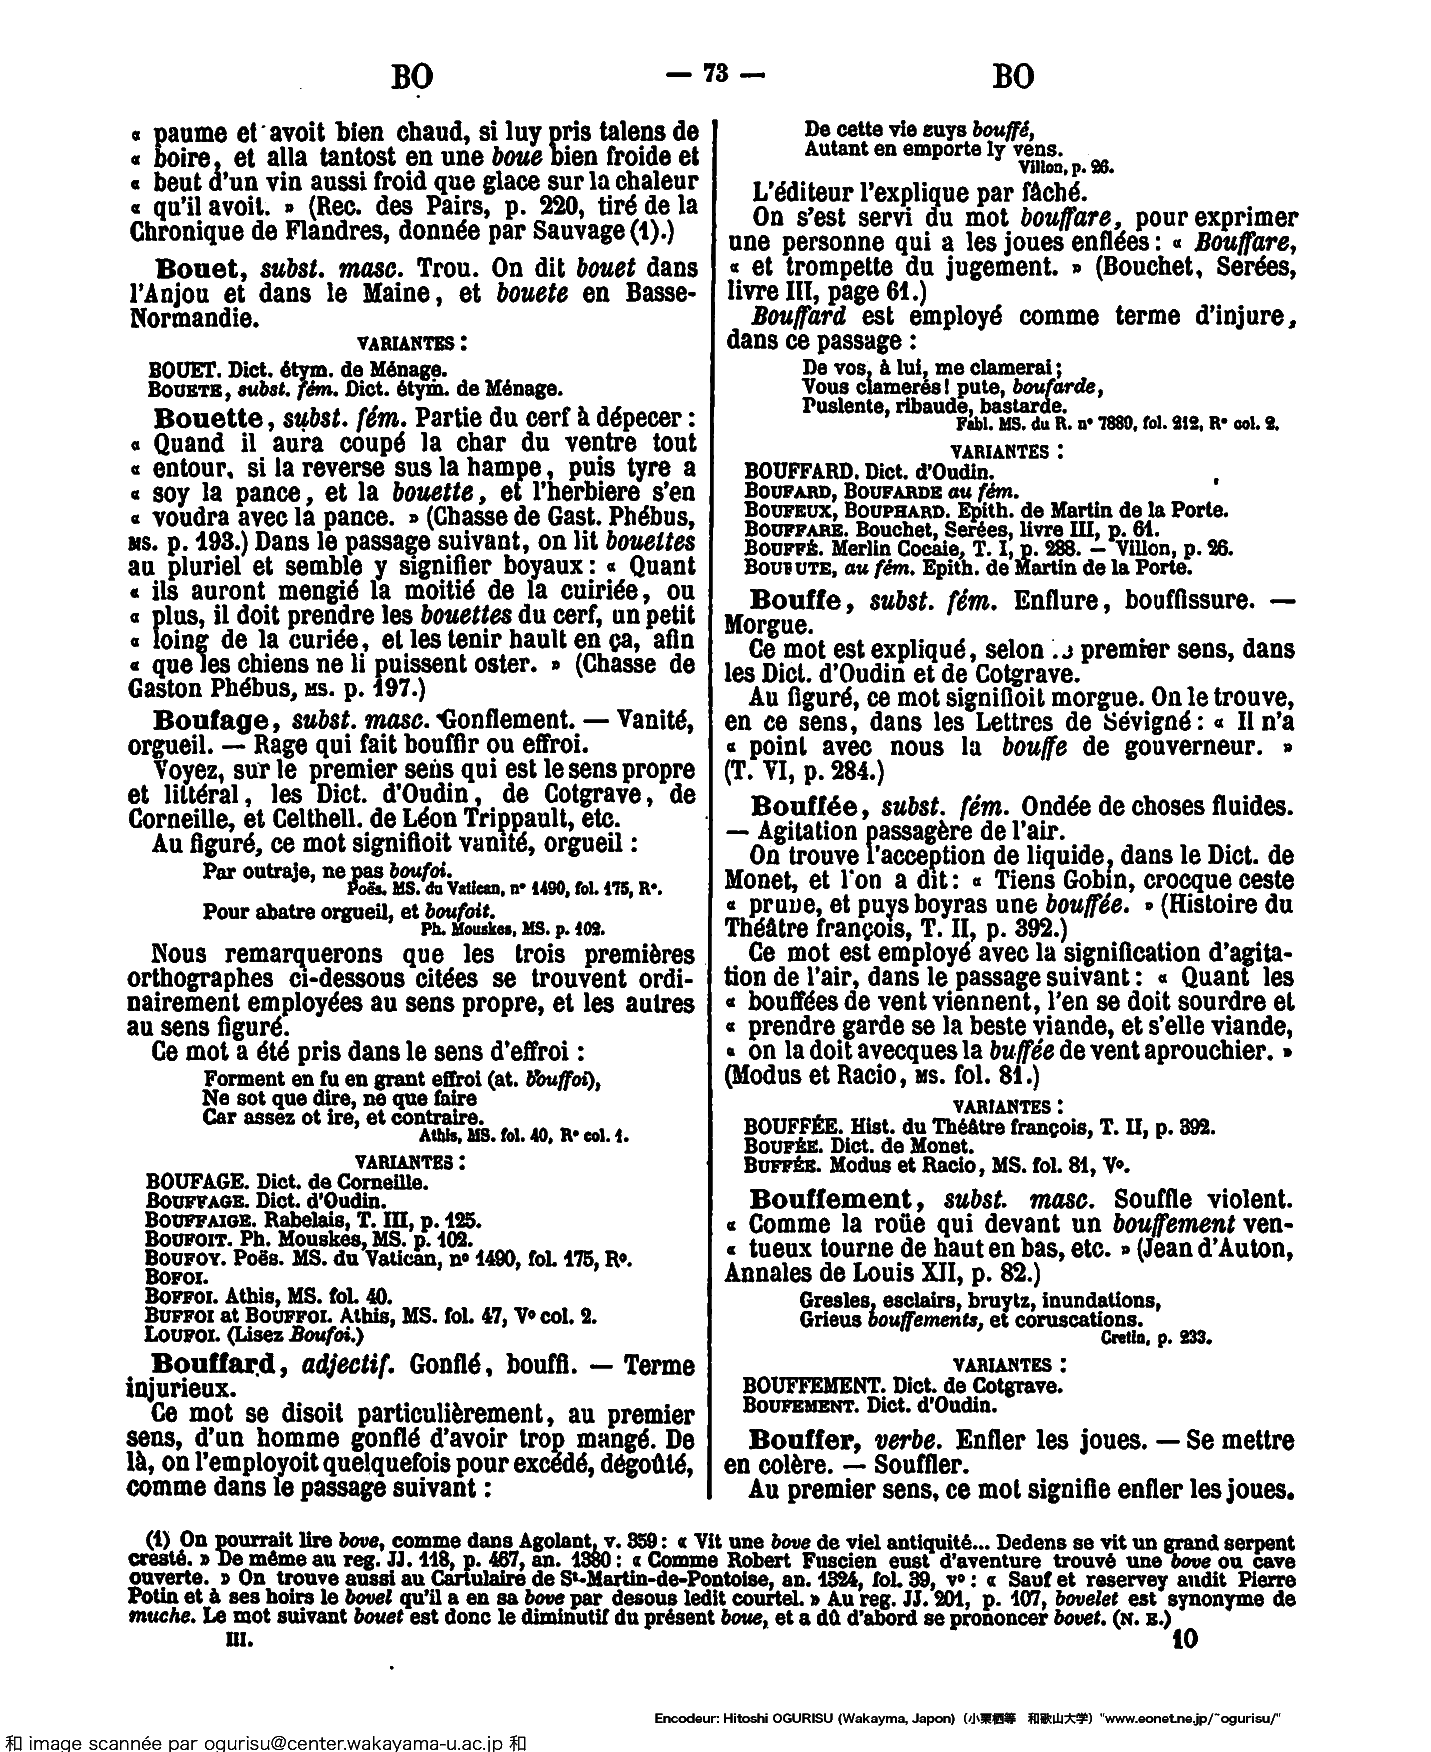 BO
— 73 —
BO
« paume et avoit bien chaud, si luy pris talens de
« boire, et alla tantost en une boue bien froide et
« beut d'un vin aussi froid que glace sur la chaleur
« qu'il avoit. » (Rec. des Pairs, p. 220, tiré de la
Chronique de Flandres, donnée par Sauvage (1).)
Bouet, subst. masc. Trou. On dit bouet dans
l'Anjou et dans le Maine, et bouete en Basse-
Normandie.
VARIANTES :
BOUET. Dict. étym. de Ménage.
BOUETE, subst. fém. Dict. étym. de Ménage.
Bouette, subst. fém. Partie du cerf à dépecer :
« Quand il aura coupé la char du ventre tout
« entour, si la reverse sus la hampe, puis tyre a
« soy la pance, et la bouette, et l'herbiere s'en
« voudra avec la pance. » (Chasse de Gast. Phébus,
MS. p. 193.) Dans le passage suivant, on lit bouettes
au pluriel et semble y signifier boyaux : « Quant
« ils auront mengié la moitié de la cuiriée, ou
« plus, il doit prendre les bouettes du cerf, un petit
« loing de la curiée, et les tenir hault en ça, afin
« que les chiens ne li puissent oster. » (Chasse de
Gaston Phébus, MS. p. 197.)
Boufage, subst. masc. Gonflement. — Vanité,
orgueil. — Rage qui fait bouffir ou effroi.
Voyez, sur le premier sens qui est le sens propre
et littéral, les Dict. d'Oudin, de Cotgrave, de
Corneille, et Celthell. de Léon Trippault, etc.
Au figuré, ce mot signifioit vanité, orgueil :
Par outraje, ne pas boufoi.
Poës. MS. du Vatican, n° 1490, fol. 175, R°.
Pour abatre orgueil, et boufoit.
Ph. Mouskes, MS. p. 102.
Nous remarquerons que les trois premières
orthographes ci-dessous citées se trouvent ordi-
nairement employées au sens propre, et les autres
au sens figuré.
Ce mot a été pris dans le sens d'effroi :
Forment en fu en grant effroi (at. bouffoi),
Ne sot que dire, ne que faire
Car assez ot ire, et contraire.
Athis, MS. fol. 40, R° col. 1.
VARIANTES :
BOUFAGE. Dict. de Corneille.
BOUFFAGE. Dict. d'Oudin.
BOUFFAIGE. Rabelais, T. III, p. 125.
BOUFOIT. Ph. Mouskes, MS. p. 102.
BOUFOY. Poës. MS. du Vatican, n° 1490, fol. 175, R°.
BOFOI.
BOFFOI. Athis, MS. fol. 40.
BUFFOI at BOUFFOI. Athis, MS. fol. 47, V° col. 2.
LOUFOI. (Lisez Boufoi.)
Bouffard, adjectif. Gonflé, bouffi. — Terme
injurieux.
Ce mot se disoit particulièrement, au premier
sens, d'un homme gonflé d'avoir trop mangé. De
là, on l'employoit quelquefois pour excédé, dégoûté,
comme dans le passage suivant :
De cette vie suys bouffé,
Autant en emporte ly vens.
Villon, p. 26.
L'éditeur l'explique par fâché.
On s'est servi du mot bouffare, pour exprimer
une personne qui a les joues enflées : « Bouffare,
« et trompette du jugement. » (Bouchet, Serées,
livre III, page 61.)
Bouffard est employé comme terme d'injure,
dans ce passage :
De vos, à lui, me clamerai ;
Vous clamerés ! pute, boufarde,
Puslente, ribaude, bastarde.
Fabl. MS. du R. n° 7889, fol. 212, R° col. 2.
VARIANTES :
BOUFFARD. Dict. d'Oudin.
BOUFARD, BOUFARDE au fém.
BOUFEUX, BOUPHARD. Epith. de Martin de la Porte.
BOUFFARE. Bouchet, Serées, livre III, p. 61.
BOUFFÉ. Merlin Cocaie, T. I, p. 288. — Villon, p. 26.
BOUFUTE, au fém. Epith. de Martin de la Porte.
Bouffe, subst. fém. Enflure, bouffissure. —
Morgue.
Ce mot est expliqué, selon premier sens, dans
les Dict. d'Oudin et de Cotgrave.
Au figuré, ce mot signifioit morgue. On le trouve,
en ce sens, dans les Lettres de Sévigné : « Il n'a
« point avec nous la bouffe de gouverneur. »
(T. VI, p. 284.)
Bouffée, subst. fém. Ondée de choses fluides.
— Agitation passagère de l'air.
On trouve l'acception de liquide, dans le Dict. de
Monet, et l'on a dit : « Tiens Gobin, crocque ceste
« prune, et puys boyras une bouffée. » (Histoire du
Théâtre françois, T. II, p. 392.)
Ce mot est employé avec la signification d'agita-
tion de l'air, dans le passage suivant : « Quant les
« bouffées de vent viennent, l'en se doit sourdre et
« prendre garde se la beste viande, et s'elle viande,
« on la doit avecques la buffée de vent aprouchier. »
(Modus et Racio, MS. fol. 81.)
VARIANTES :
BOUFFÉE. Hist. du Théâtre françois, T. II, p. 392.
BOUFÉE. Dict. de Monet.
BUFFÉE. Modus et Racio, MS. fol. 81, V°.
Bouffement, subst. masc. Souffle violent.
« Comme la roüe qui devant un bouffement ven-
« tueux tourne de haut en bas, etc. » (Jean d'Auton,
Annales de Louis XII, p. 82.)
Gresles, esclairs, bruytz, inundations,
Grieus bouffements, et coruscations.
Cretin, p. 233.
VARIANTES :
BOUFFEMENT. Dict. de Cotgrave.
BOUFEMENT. Dict. d'Oudin.
Bouffer, verbe. Enfler les joues. — Se mettre
en colère. — Souffler.
Au premier sens, ce mot signifie enfler les joues.
(1) On pourrait lire bove, comme dans Agolant, v. 359 : « Vit une bove de viel antiquité... Dedens se vit un grand serpent
cresté. » De même au reg. JJ. 118, p. 467, an. 1380 : « Comme Robert Fuscien eust d'aventure trouvé une bove ou cave
ouverte. » On trouve aussi au Cartulaire de St-Martin-de-Pontoise, an. 1324, fol. 39, v° : « Sauf et reservey audit Pierre
Potin et à ses hoirs le bovel qu'il a en sa bove par desous ledit courtel. » Au reg. JJ. 201, p. 107, bovelet est synonyme de
muche. Le mot suivant bouet est donc le diminutif du présent boue, et a dû d'abord se prononcer bovet. (N. E.)
III.
10
Encodeur: Hitoshi OGURISU (Wakayma, Japon) (小栗栖等 和歌山大学) "www.eonet.ne.jp/~ogurisu/"
和 image scannée par ogurisu@center.wakayama-u.ac.jp 和